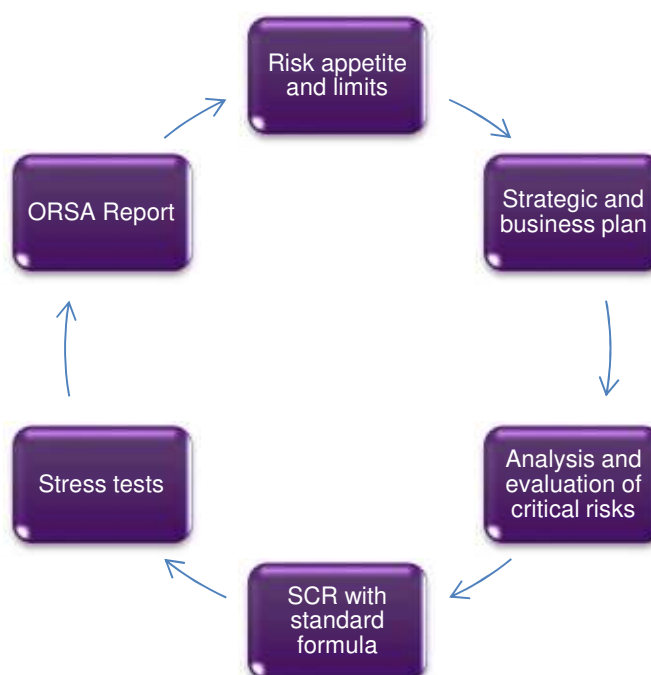 Risk appetite
and limits
Strategic and
business plan
Analysis and
evaluation of
critical risks
SCR with
standard
formula
Stress tests
ORSA Report